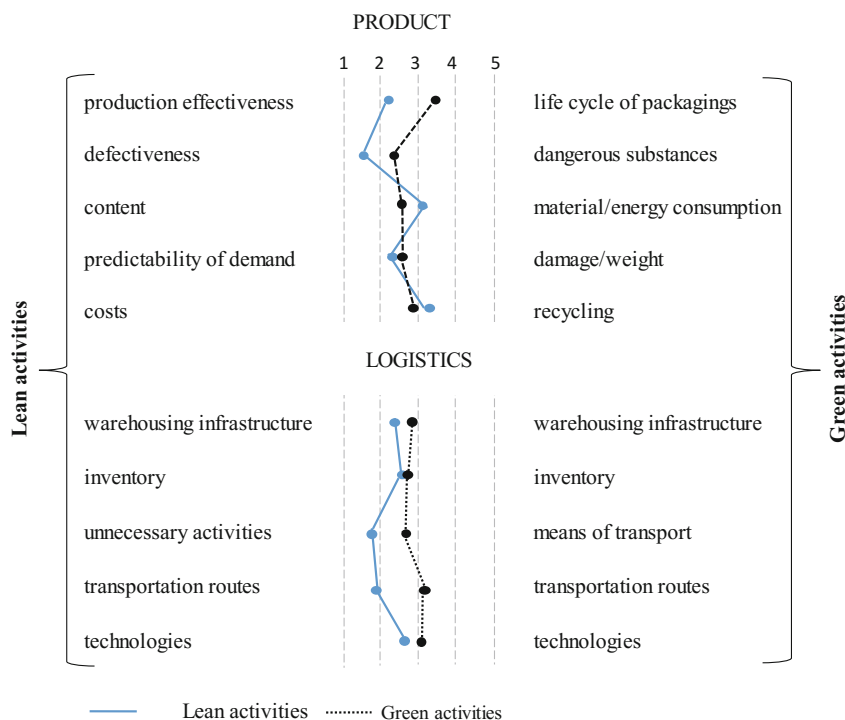 PRODUCT
1 2 3 4 5
production effectiveness life cycle of packagings
defectiveness dangerous substances
content material/energy consumption
predictability of demand damage/weight
costs recycling
Lean activities
Green activities
LOGISTICS
warehousing infrastructure warehousing infrastructure
inventory inventory
unnecessary activities means of transport
transportation routes transportation routes
technologies technologies
Lean activities Green activities